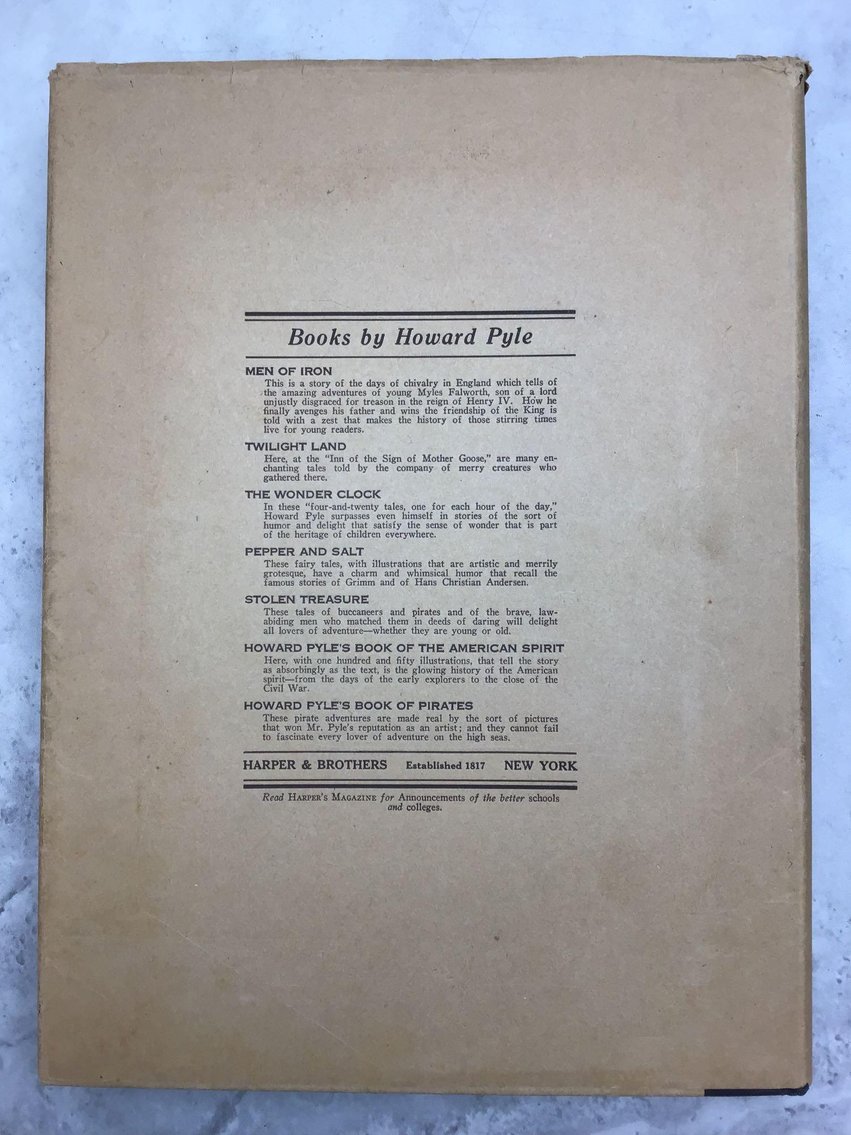 Books by Howard Pyle
MEN OF IRON
This is a story of the days of chivalry in England which tells of
the amazing adventures of young Myles Falworth, son of a lord
unjustly disgraced for treason in the reign of Henry IV. How he
finally avenges his father and wins the friendship of the King is
told with a zest that makes the history of those stirring times
live for young readers.
TWILIGHT LAND
Here, at the “Inn of the Sign of Mother Goose,” are many en-
chanting tales told by the company of merry creatures who
gathered there.
THE WONDER CLOCK
In these “four-and-twenty tales, one for each hour of the day,”
Howard Pyle surpasses even himself in stories of the sort of
humor and delight that satisfy the sense of wonder that is part
of the heritage of children everywhere.
PEPPER AND SALT
These fairy tales, with illustrations that are artistic and merrily
grotesque, have a charm and whimsical humor that recall the
famous stories of Grimm and of Hans Christian Andersen.
STOLEN TREASURE
These tales of buccaneers and pirates and of the brave, law-
abiding men who matched them in deeds of daring will delight
all lovers of adventure—whether they are young or old.
HOWARD PYLE'S BOOK OF THE AMERICAN SPIRIT
Here, with one hundred and fifty illustrations, that tell the story
as absorbingly as the text, is the glowing history of the American
spirit—from the days of the early explorers to the close of the
Civil War.
HOWARD PYLE'S BOOK OF PIRATES
These pirate adventures are made real by the sort of pictures
that won Mr. Pyle's reputation as an artist; and they cannot fail
to fascinate every lover of adventure on the high seas.
HARPER & BROTHERS Established 1817 NEW YORK
Read HARPER'S MAGAZINE for Announcements of the better schools
and colleges.